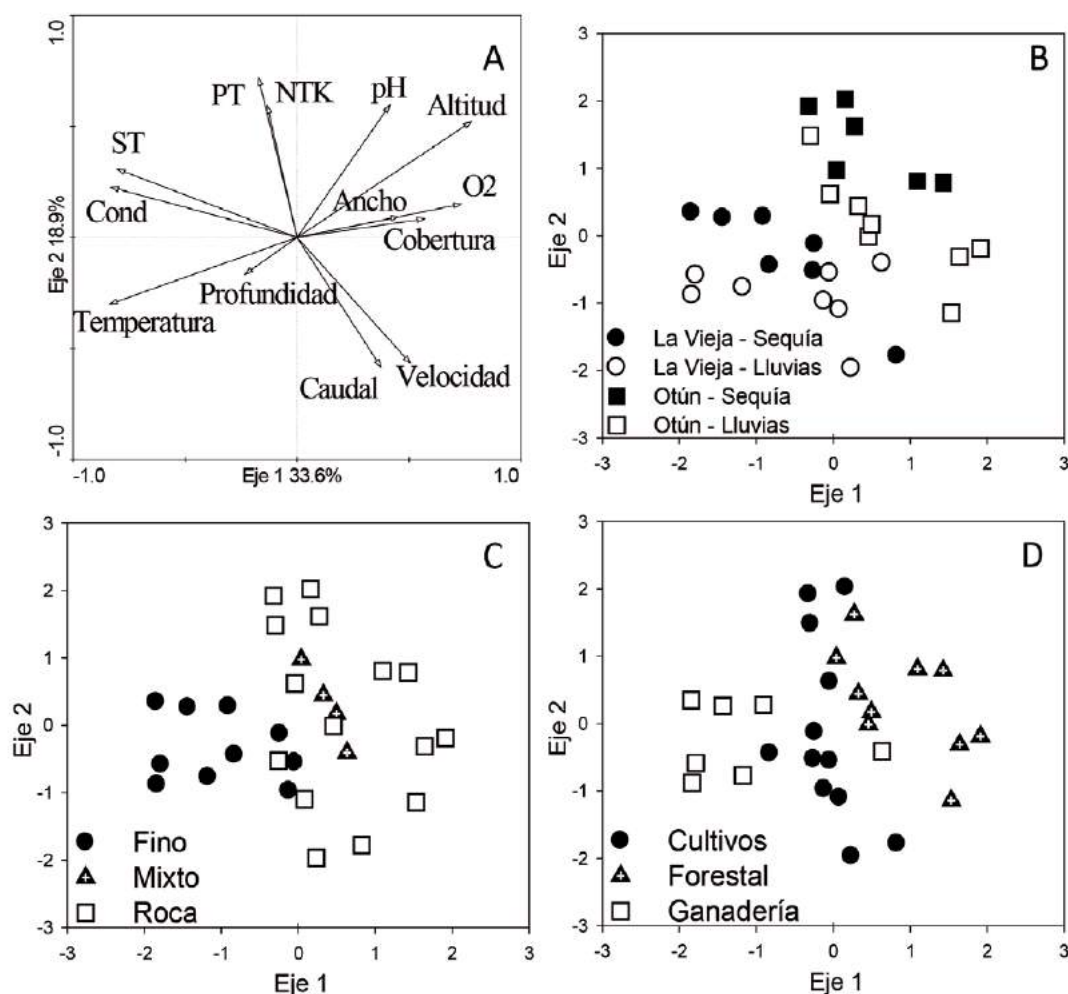 A
1.0
PT
NTK
pH
Altitud
ST
O2
Ancho
Cond
Cobertura
Eje 2 18.9%
Profundidad
Temperatura
Caudal
Velocidad
-1.0
-1.0
Eje 1 33.6%
1.0
B
3
2
1
0
-1
-2
-3
Eje 2
La Vieja - Sequía
La Vieja - Lluvias
Otún - Sequía
Otún - Lluvias
-3 -2 -1 0 1 2 3
Eje 1
C
3
2
1
0
-1
-2
-3
Eje 2
Fino
Mixto
Roca
-3 -2 -1 0 1 2 3
Eje 1
D
3
2
1
0
-1
-2
-3
Eje 2
Cultivos
Forestal
Ganadería
-3 -2 -1 0 1 2 3
Eje 1